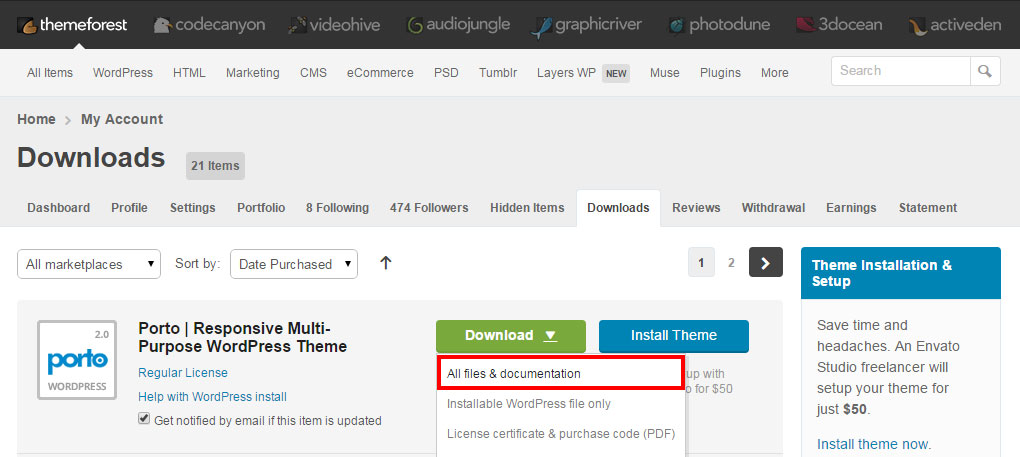 themeforest codecanyon videohive audiojungle graphicriver photodune 3docean activeden
All Items WordPress HTML Marketing CMS eCommerce PSD Tumblr Layers WP NEW Muse Plugins More Search
Home My Account
Downloads 21 Items
Dashboard Profile Settings Portfolio 8 Following 474 Followers Hidden Items Downloads Reviews Withdrawal Earnings Statement
All marketplaces Sort by: Date Purchased 1 2
Porto | Responsive Multi-
Purpose WordPress Theme
2.0
porto
WORDPRESS
Regular License
Help with WordPress install
Get notified by email if this item is updated
Download Install Theme
All files & documentation
up with
o for $50
Installable WordPress file only
License certificate & purchase code (PDF)
Theme Installation &
Setup
Save time and
headaches. An Envato
Studio freelancer will
setup your theme for
just $50.
Install theme now.